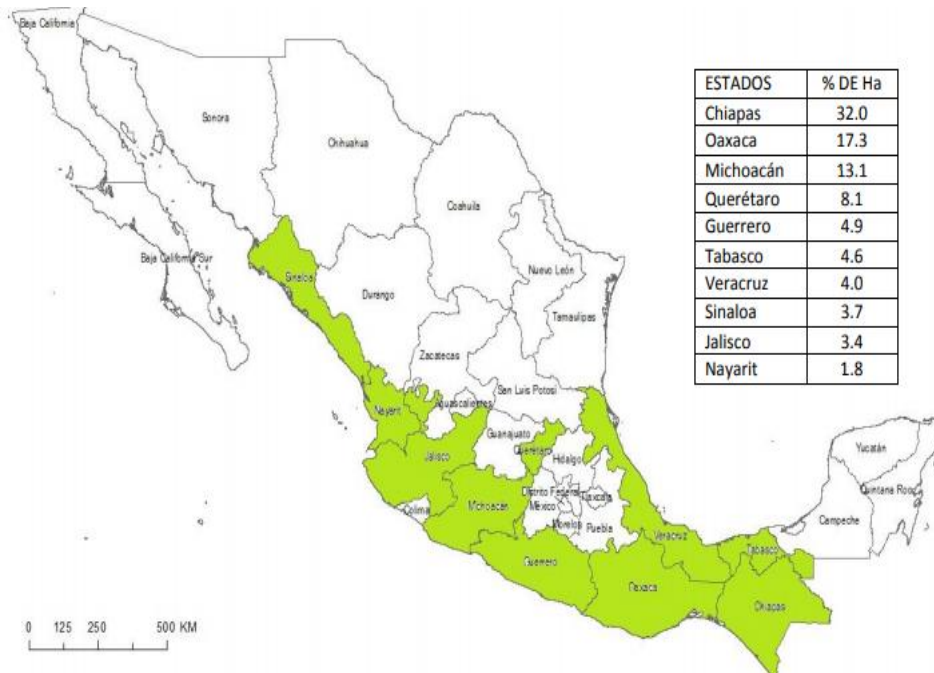 Baja California
Sonora
Chihuahua
Coahuila
Baja California Sur
Sinaloa
Durango
Nuevo León
Tamaulipas
Zacatecas
San Luis Potosi
Nayarit
Aguascalientes
Guanajuato
Querétaro
Hidalgo
Jalisco
Colima
Michoacán
Distrito Federal
México
Tlaxcala
Morelos
Puebla
Veracruz
Guerrero
Oaxaca
Tabasco
Chiapas
Yucatán
Quintana Roo
Campeche
ESTADOS % DE Ha
Chiapas 32.0
Oaxaca 17.3
Michoacán 13.1
Querétaro 8.1
Guerrero 4.9
Tabasco 4.6
Veracruz 4.0
Sinaloa 3.7
Jalisco 3.4
Nayarit 1.8
0 125 250 500 KM